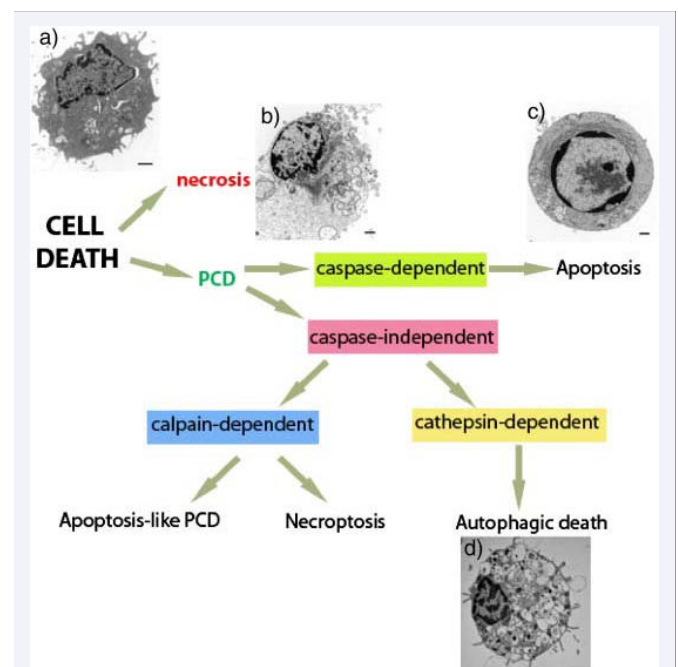 a)
b)
c)
necrosis
CELL
DEATH
PCD
caspase-dependent
Apoptosis
caspase-independent
calpain-dependent
cathepsin-dependent
Apoptosis-like PCD
Necroptosis
Autophagic death
d)